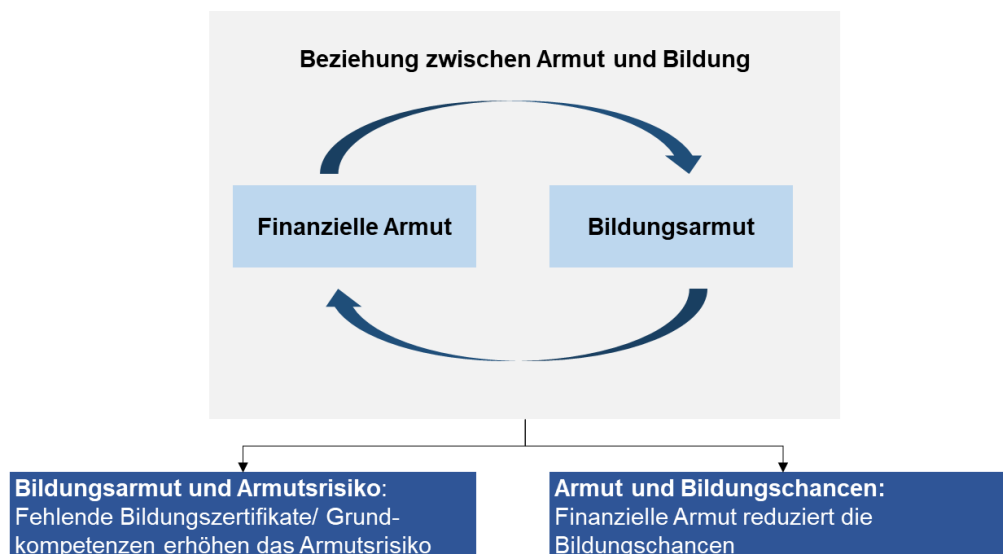 Beziehung zwischen Armut und Bildung
Finanzielle Armut
Bildungsarmut
Bildungsarmut und Armutsrisiko:
Fehlende Bildungszertifikate/ Grund-
kompetenzen erhöhen das Armutsrisiko
Armut und Bildungschancen:
Finanzielle Armut reduziert die
Bildungschancen